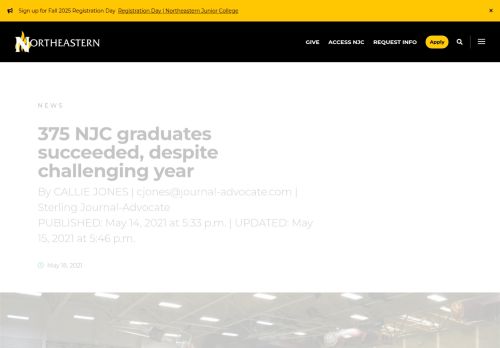 Sign up for Fall 2025 Registration Day Registration Day | Northeastern Junior College ×
NORTHEASTERN GIVE ACCESS NJC REQUEST INFO Apply
NEWS
375 NJC graduates
succeeded, despite
challenging year
By CALLIE JONES | cjones@journal-advocate.com |
Sterling Journal-Advocate
PUBLISHED: May 14, 2021 at 5:33 p.m. | UPDATED: May
15, 2021 at 5:46 p.m.
May 18, 2021